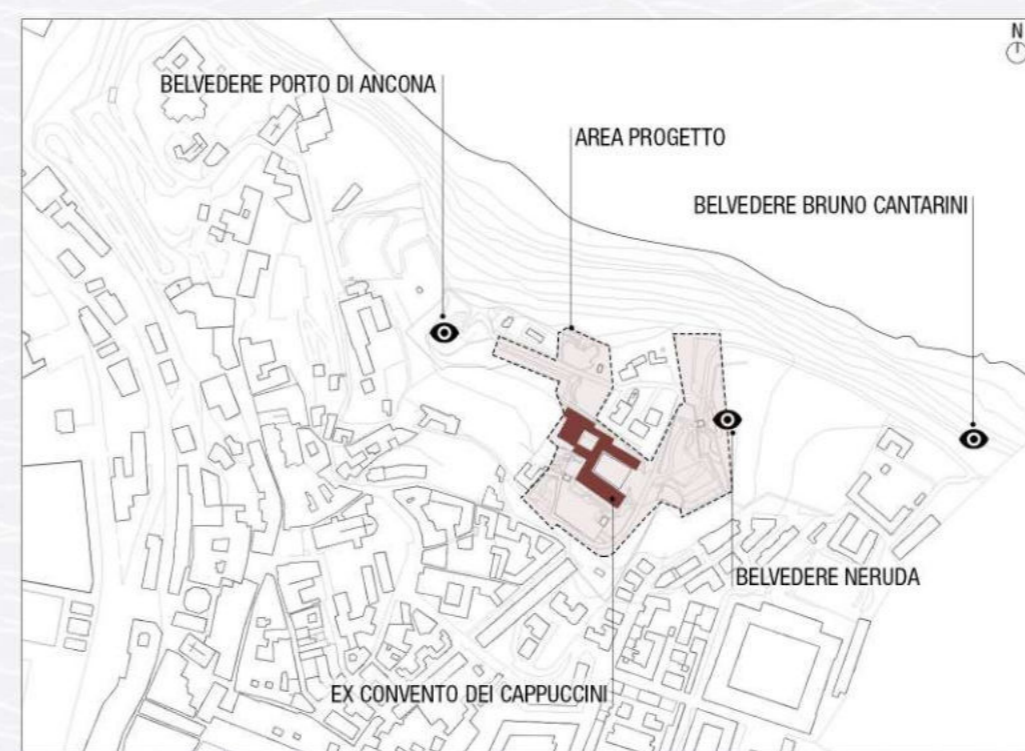 N
BELVEDERE PORTO DI ANCONA
AREA PROGETTO
BELVEDERE BRUNO CANTARINI
BELVEDERE NERUDA
EX CONVENTO DEI CAPPUCCINI